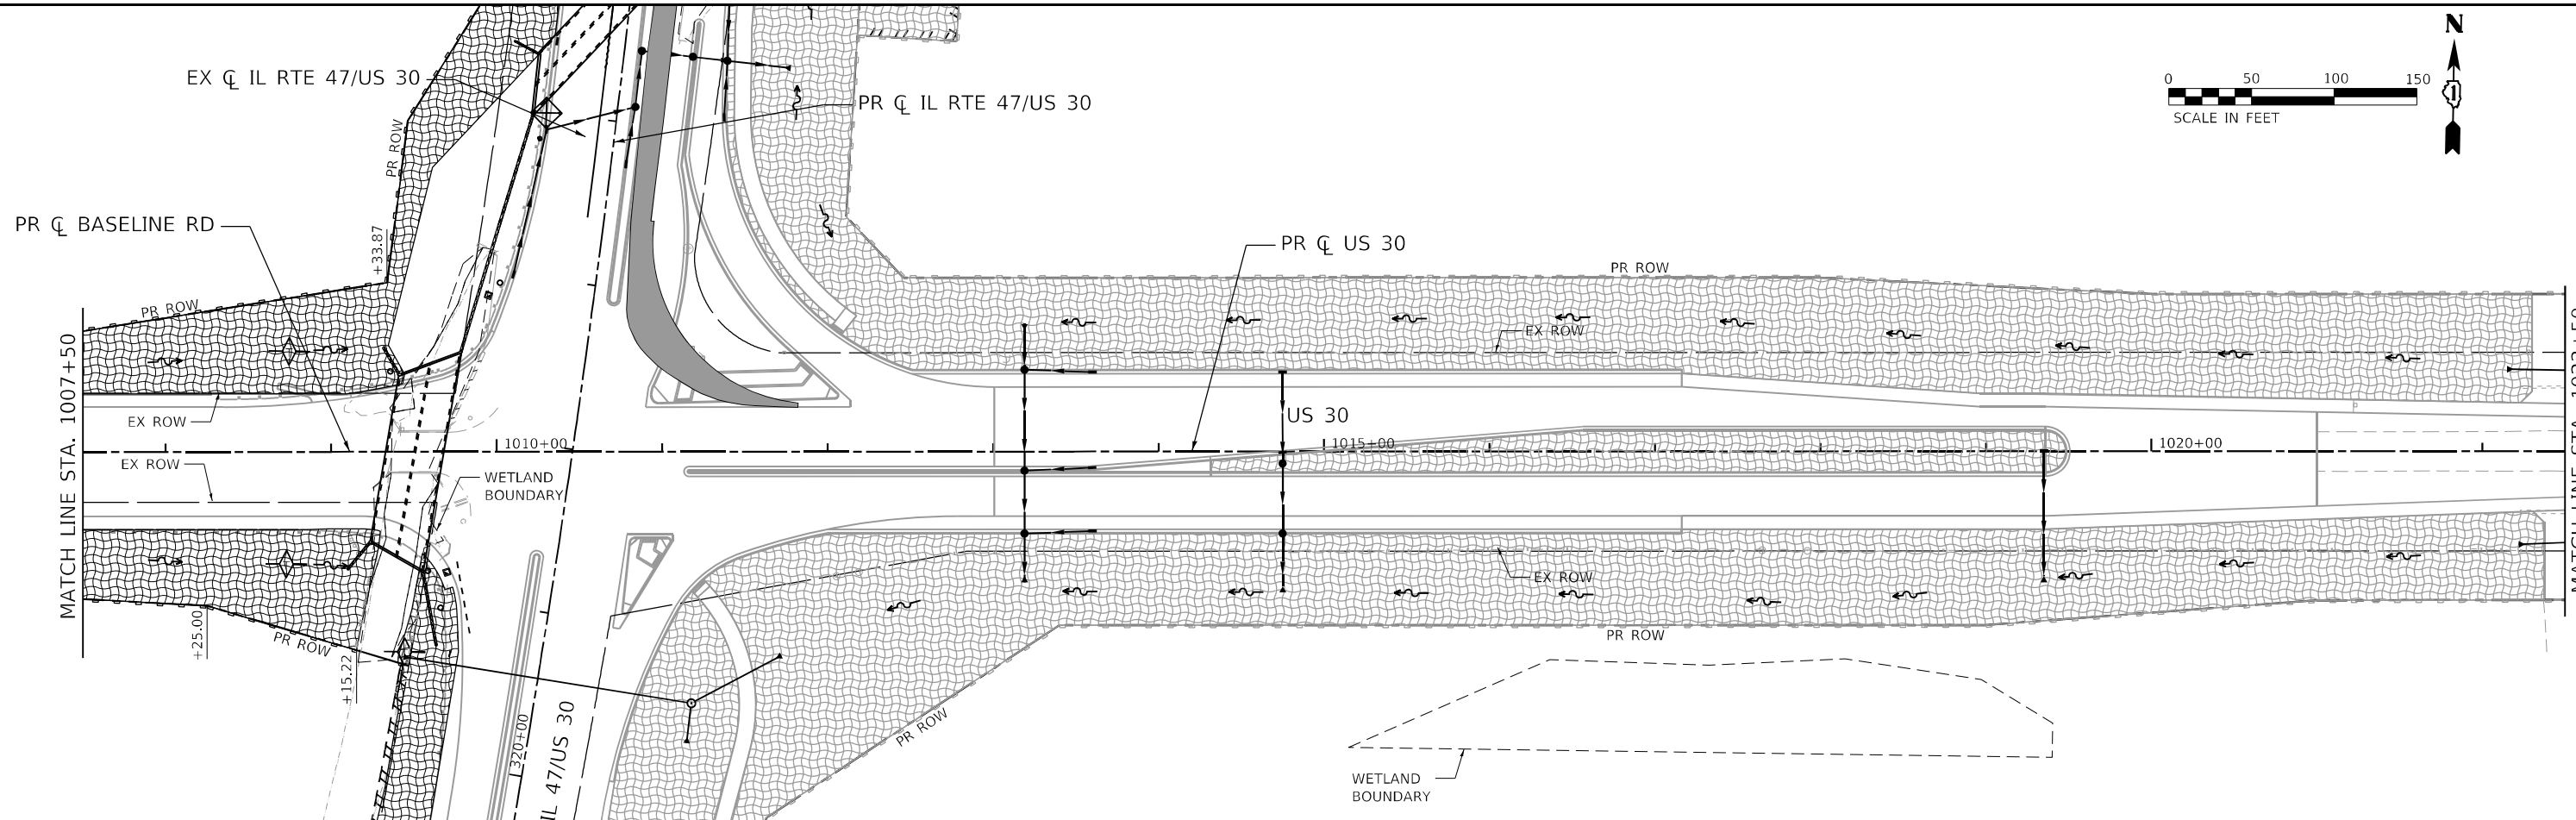 N
0 50 100 150
SCALE IN FEET
1
EX ℄ IL RTE 47/US 30
PR ℄ IL RTE 47/US 30
PR ROW
PR ℄ BASELINE RD
+33.87
PR ℄ US 30
PR ROW
PR ROW
EX ROW
MATCH LINE STA. 1007+50
EX ROW
US 30
1010+00
1015+00
1020+00
EX ROW
WETLAND
BOUNDARY
EX ROW
+25.00
PR ROW
+15.22
PR ROW
PR ROW
320+00
IL 47/US 30
WETLAND
BOUNDARY